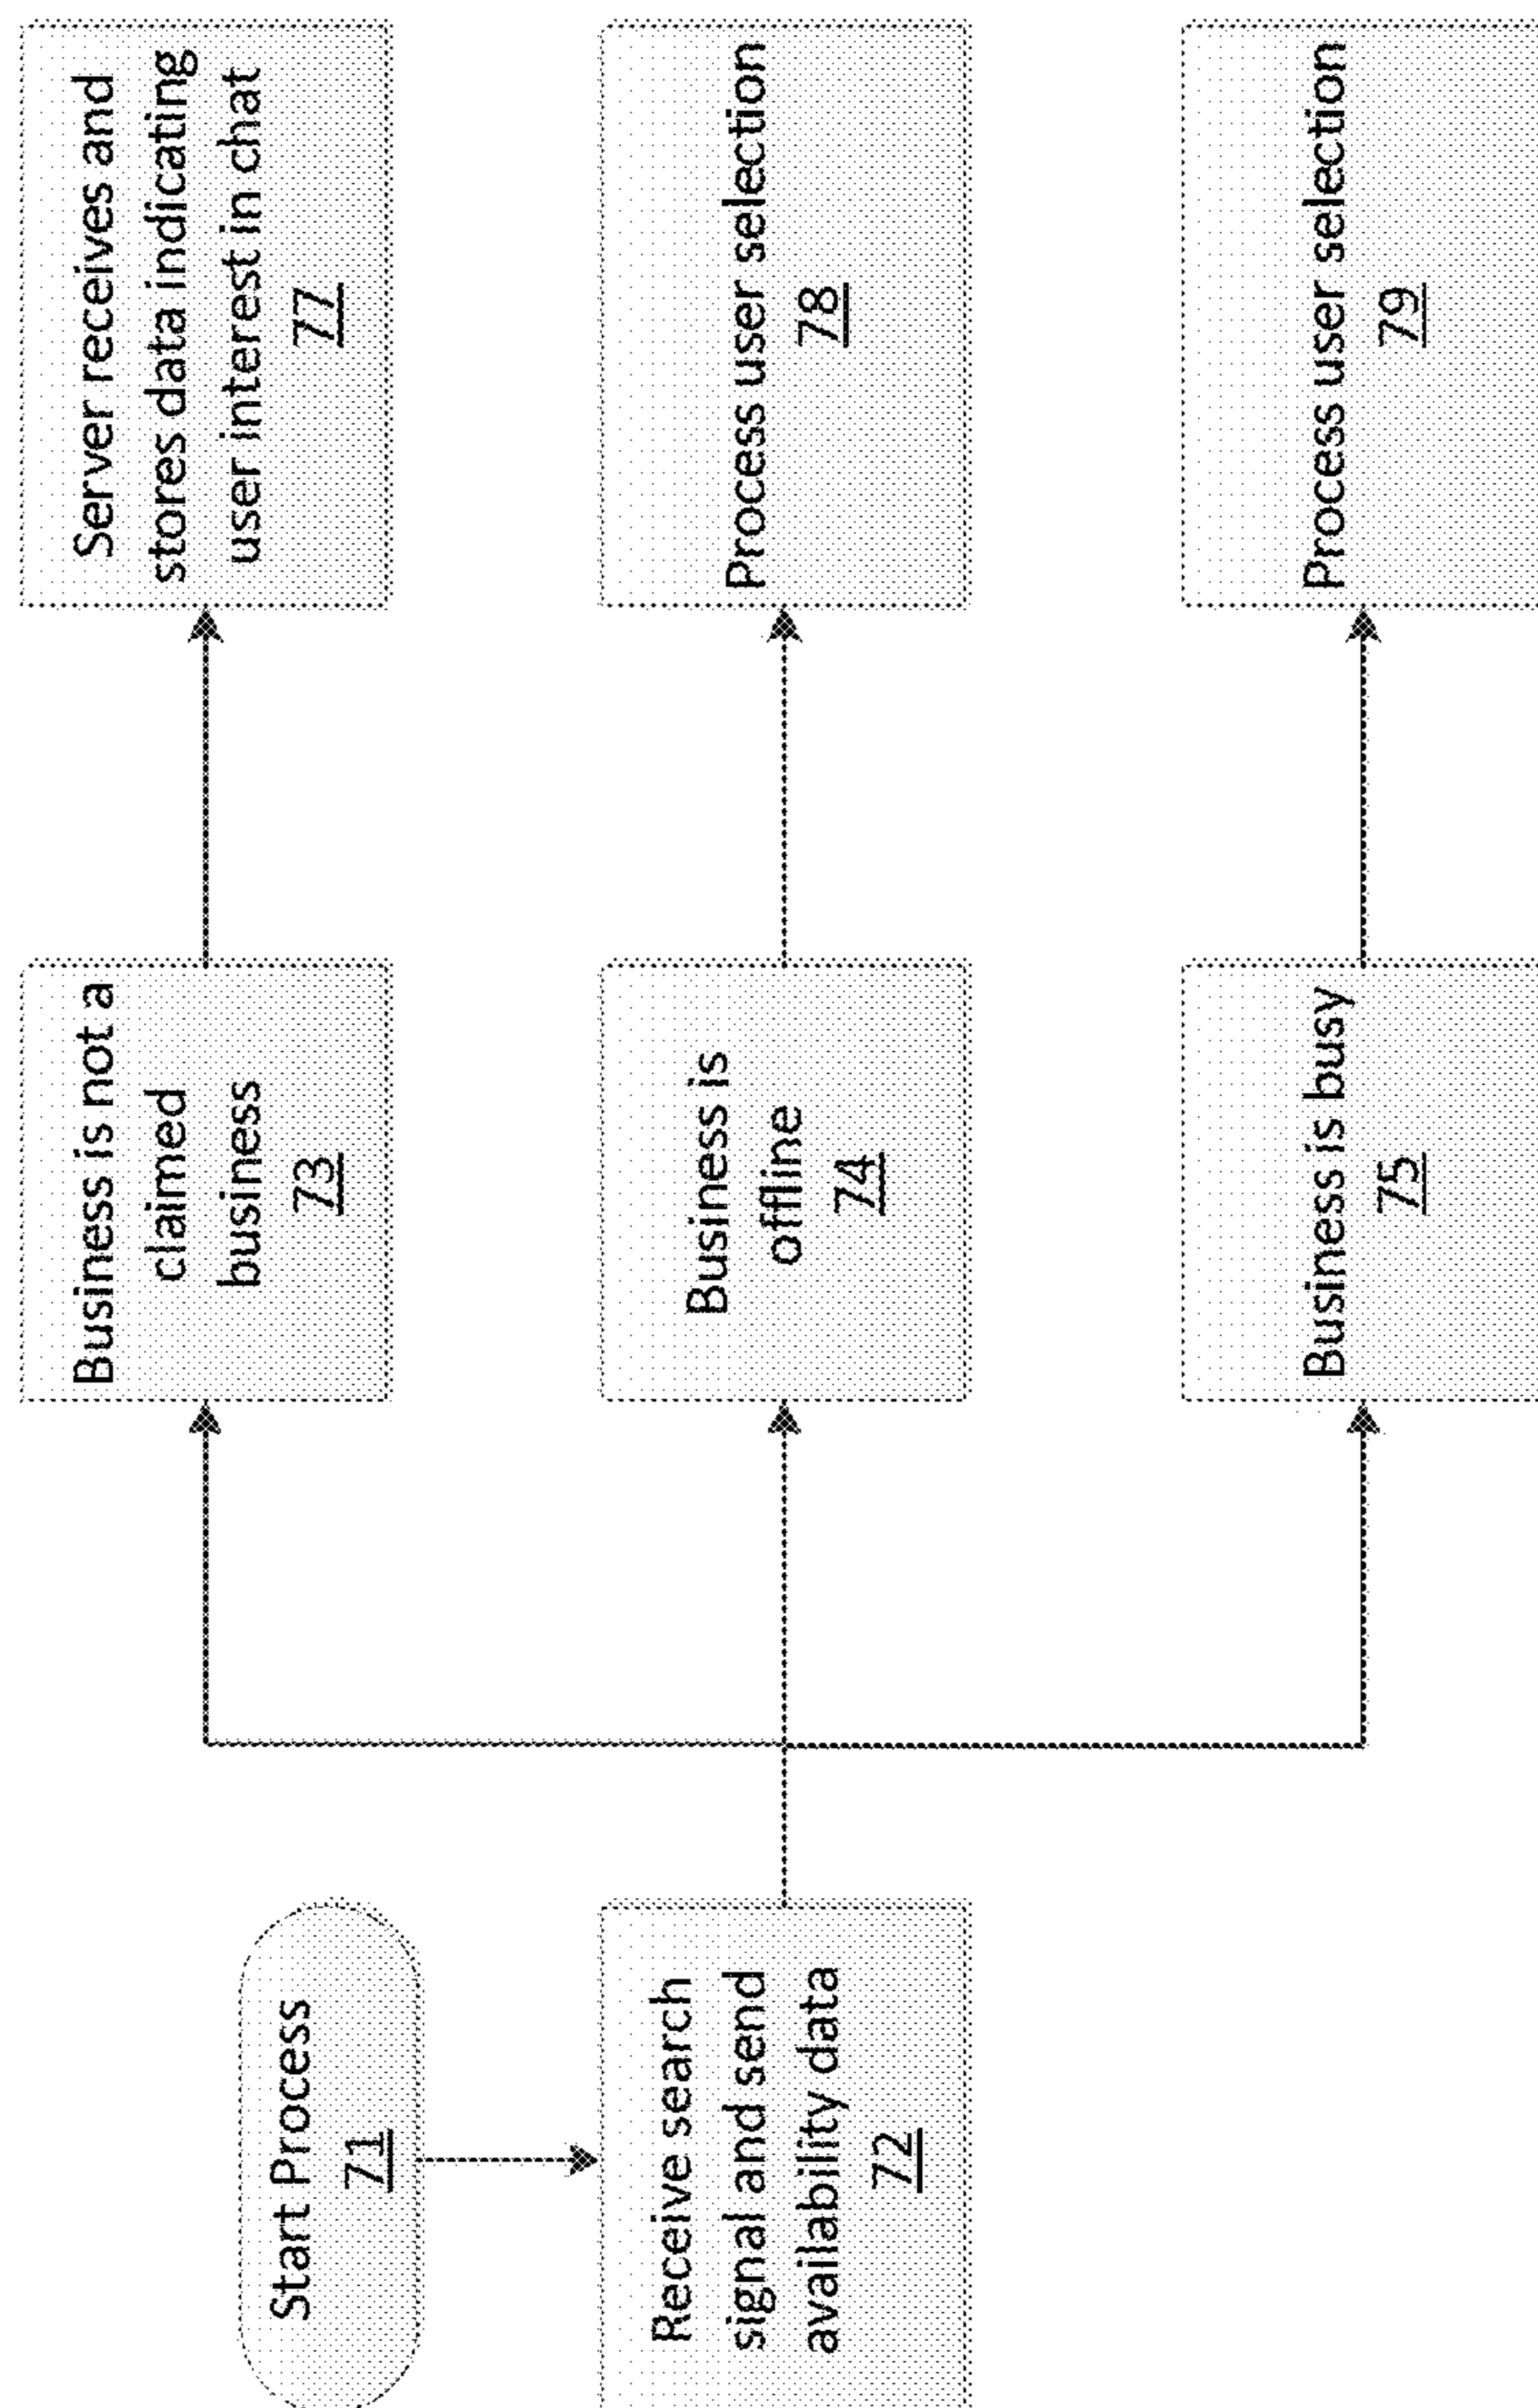 Start Process
71
Receive search
signal and send
availability data
72
Business is not a
claimed
business
73
Server receives and
stores data indicating
user interest in chat
77
Business is
offline
74
Process user selection
78
Business is busy
75
Process user selection
79